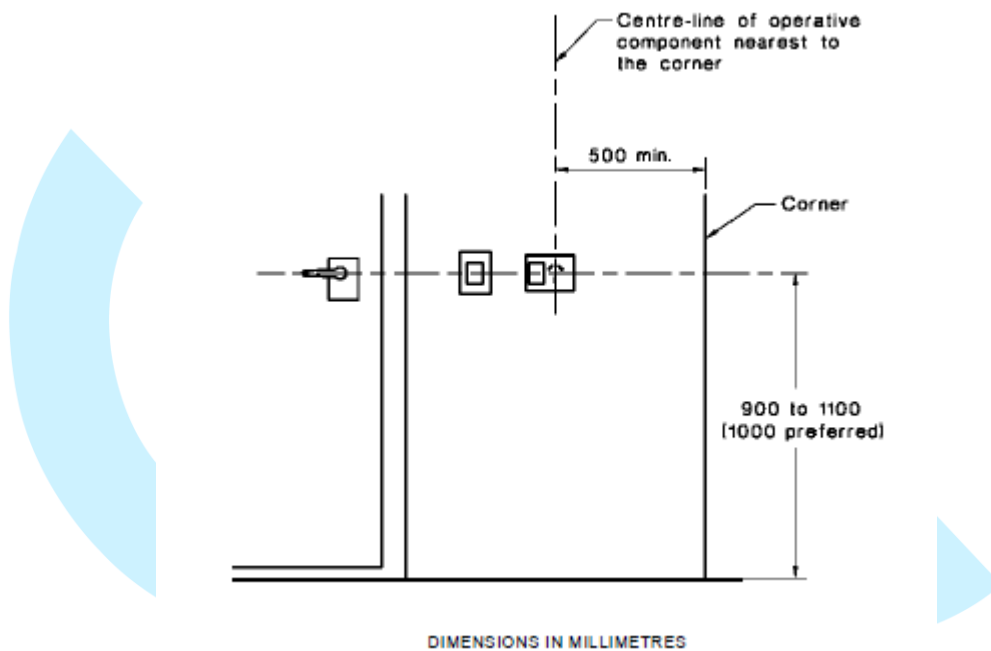 Centre-line of operative
component nearest to
the corner
500 min.
Corner
900 to 1100
(1000 preferred)
DIMENSIONS IN MILLIMETRES